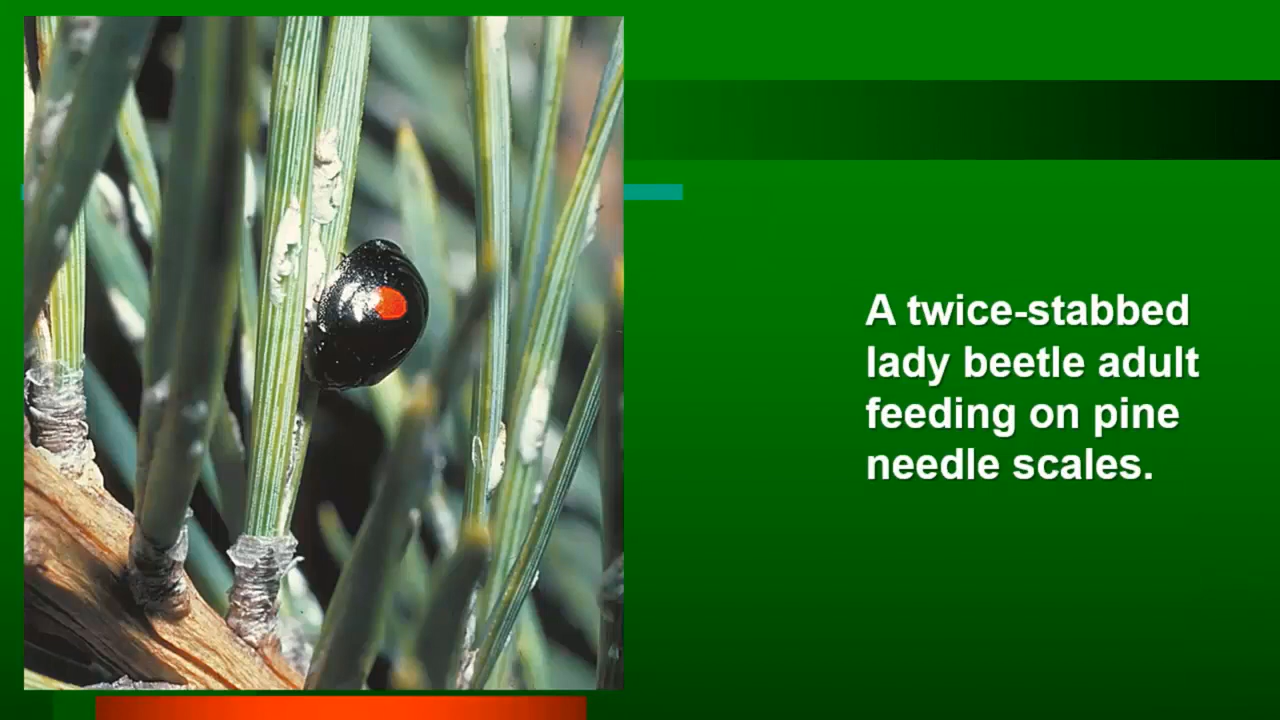 A twice-stabbed
lady beetle adult
feeding on pine
needle scales.